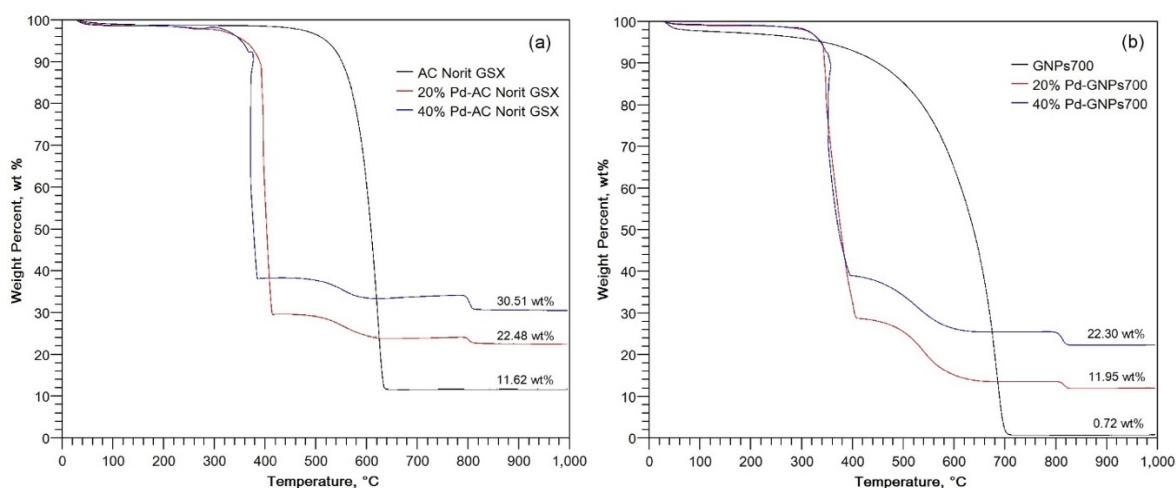 (a)
AC Norit GSX
20% Pd-AC Norit GSX
40% Pd-AC Norit GSX
Weight Percent, wt %
100
90
80
70
60
50
40
30
20
10
0
30.51 wt%
22.48 wt%
11.62 wt%
0 100 200 300 400 500 600 700 800 900 1,000
Temperature, °C
(b)
GNPs700
20% Pd-GNPs700
40% Pd-GNPs700
Weight Percent, wt%
100
90
80
70
60
50
40
30
20
10
0
22.30 wt%
11.95 wt%
0.72 wt%
0 100 200 300 400 500 600 700 800 900 1,000
Temperature, °C